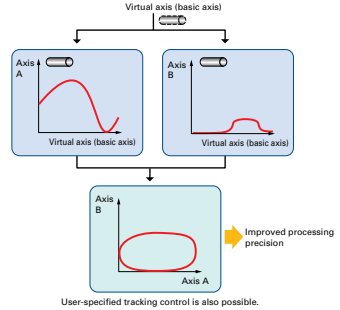 Virtual axis (basic axis)
Axis
A
Virtual axis (basic axis)
Axis
B
Virtual axis (basic axis)
Axis
B
Axis A
Improved processing
precision
User-specified tracking control is also possible.